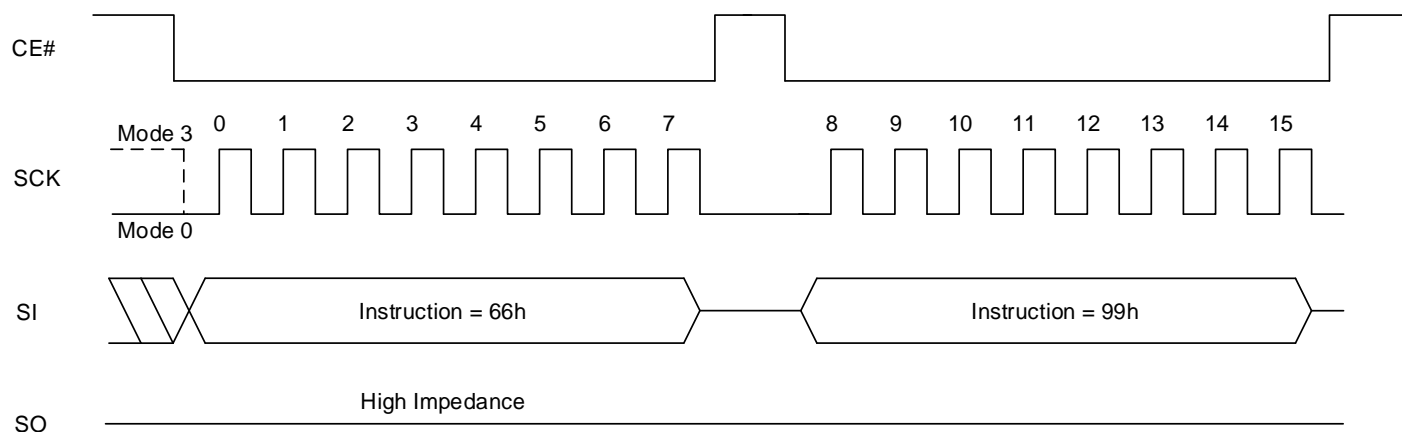 CE#
Mode 3
0 1 2 3 4 5 6 7 8 9 10 11 12 13 14 15
SCK
Mode 0
SI
Instruction = 66h
Instruction = 99h
High Impedance
SO